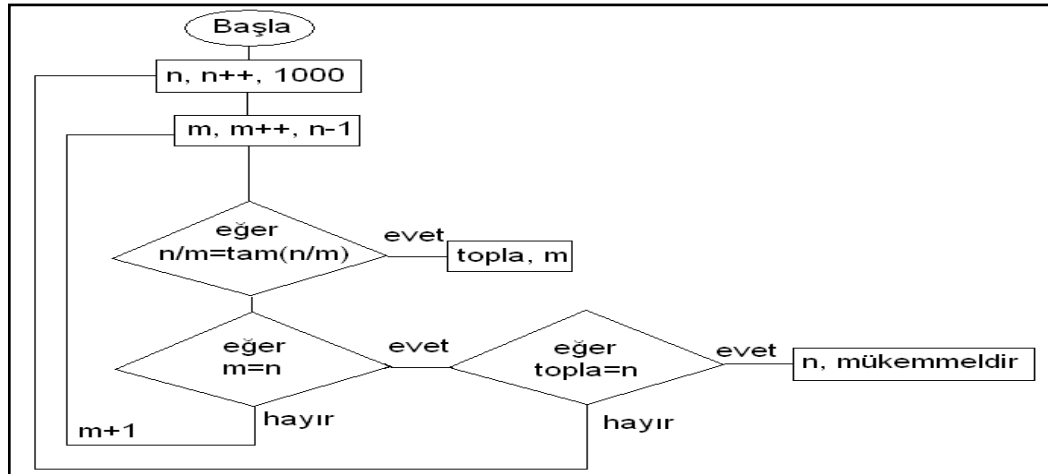 Başla
n, n++, 1000
m, m++, n-1
eğer
n/m=tam(n/m)
evet
topla, m
eğer
m=n
evet
eğer
topla=n
evet
n, mükemmeldir
hayır
m+1
hayır